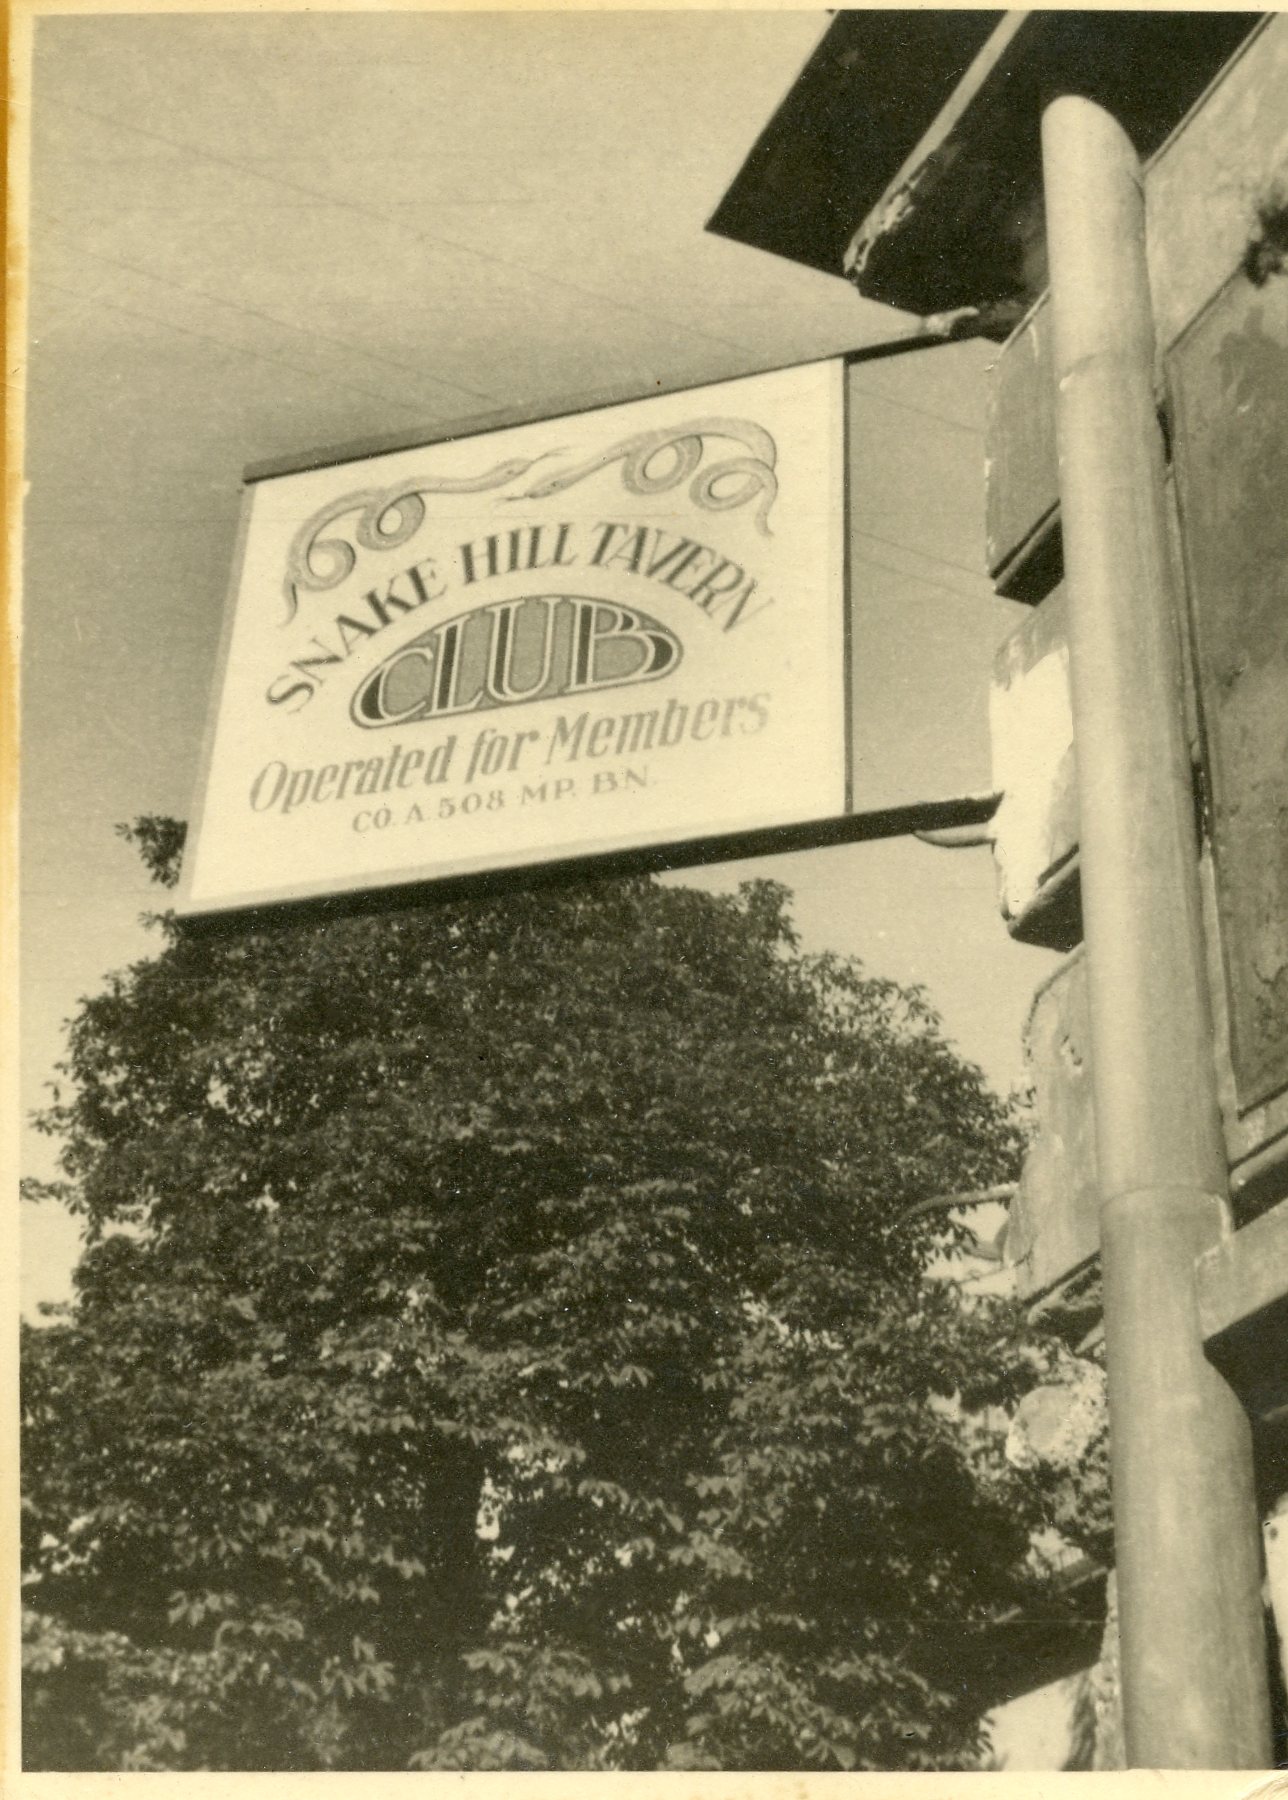 SNAKE HILL TAVERN
CLUB
Operated for Members
CO. A. 508 MP. BN.